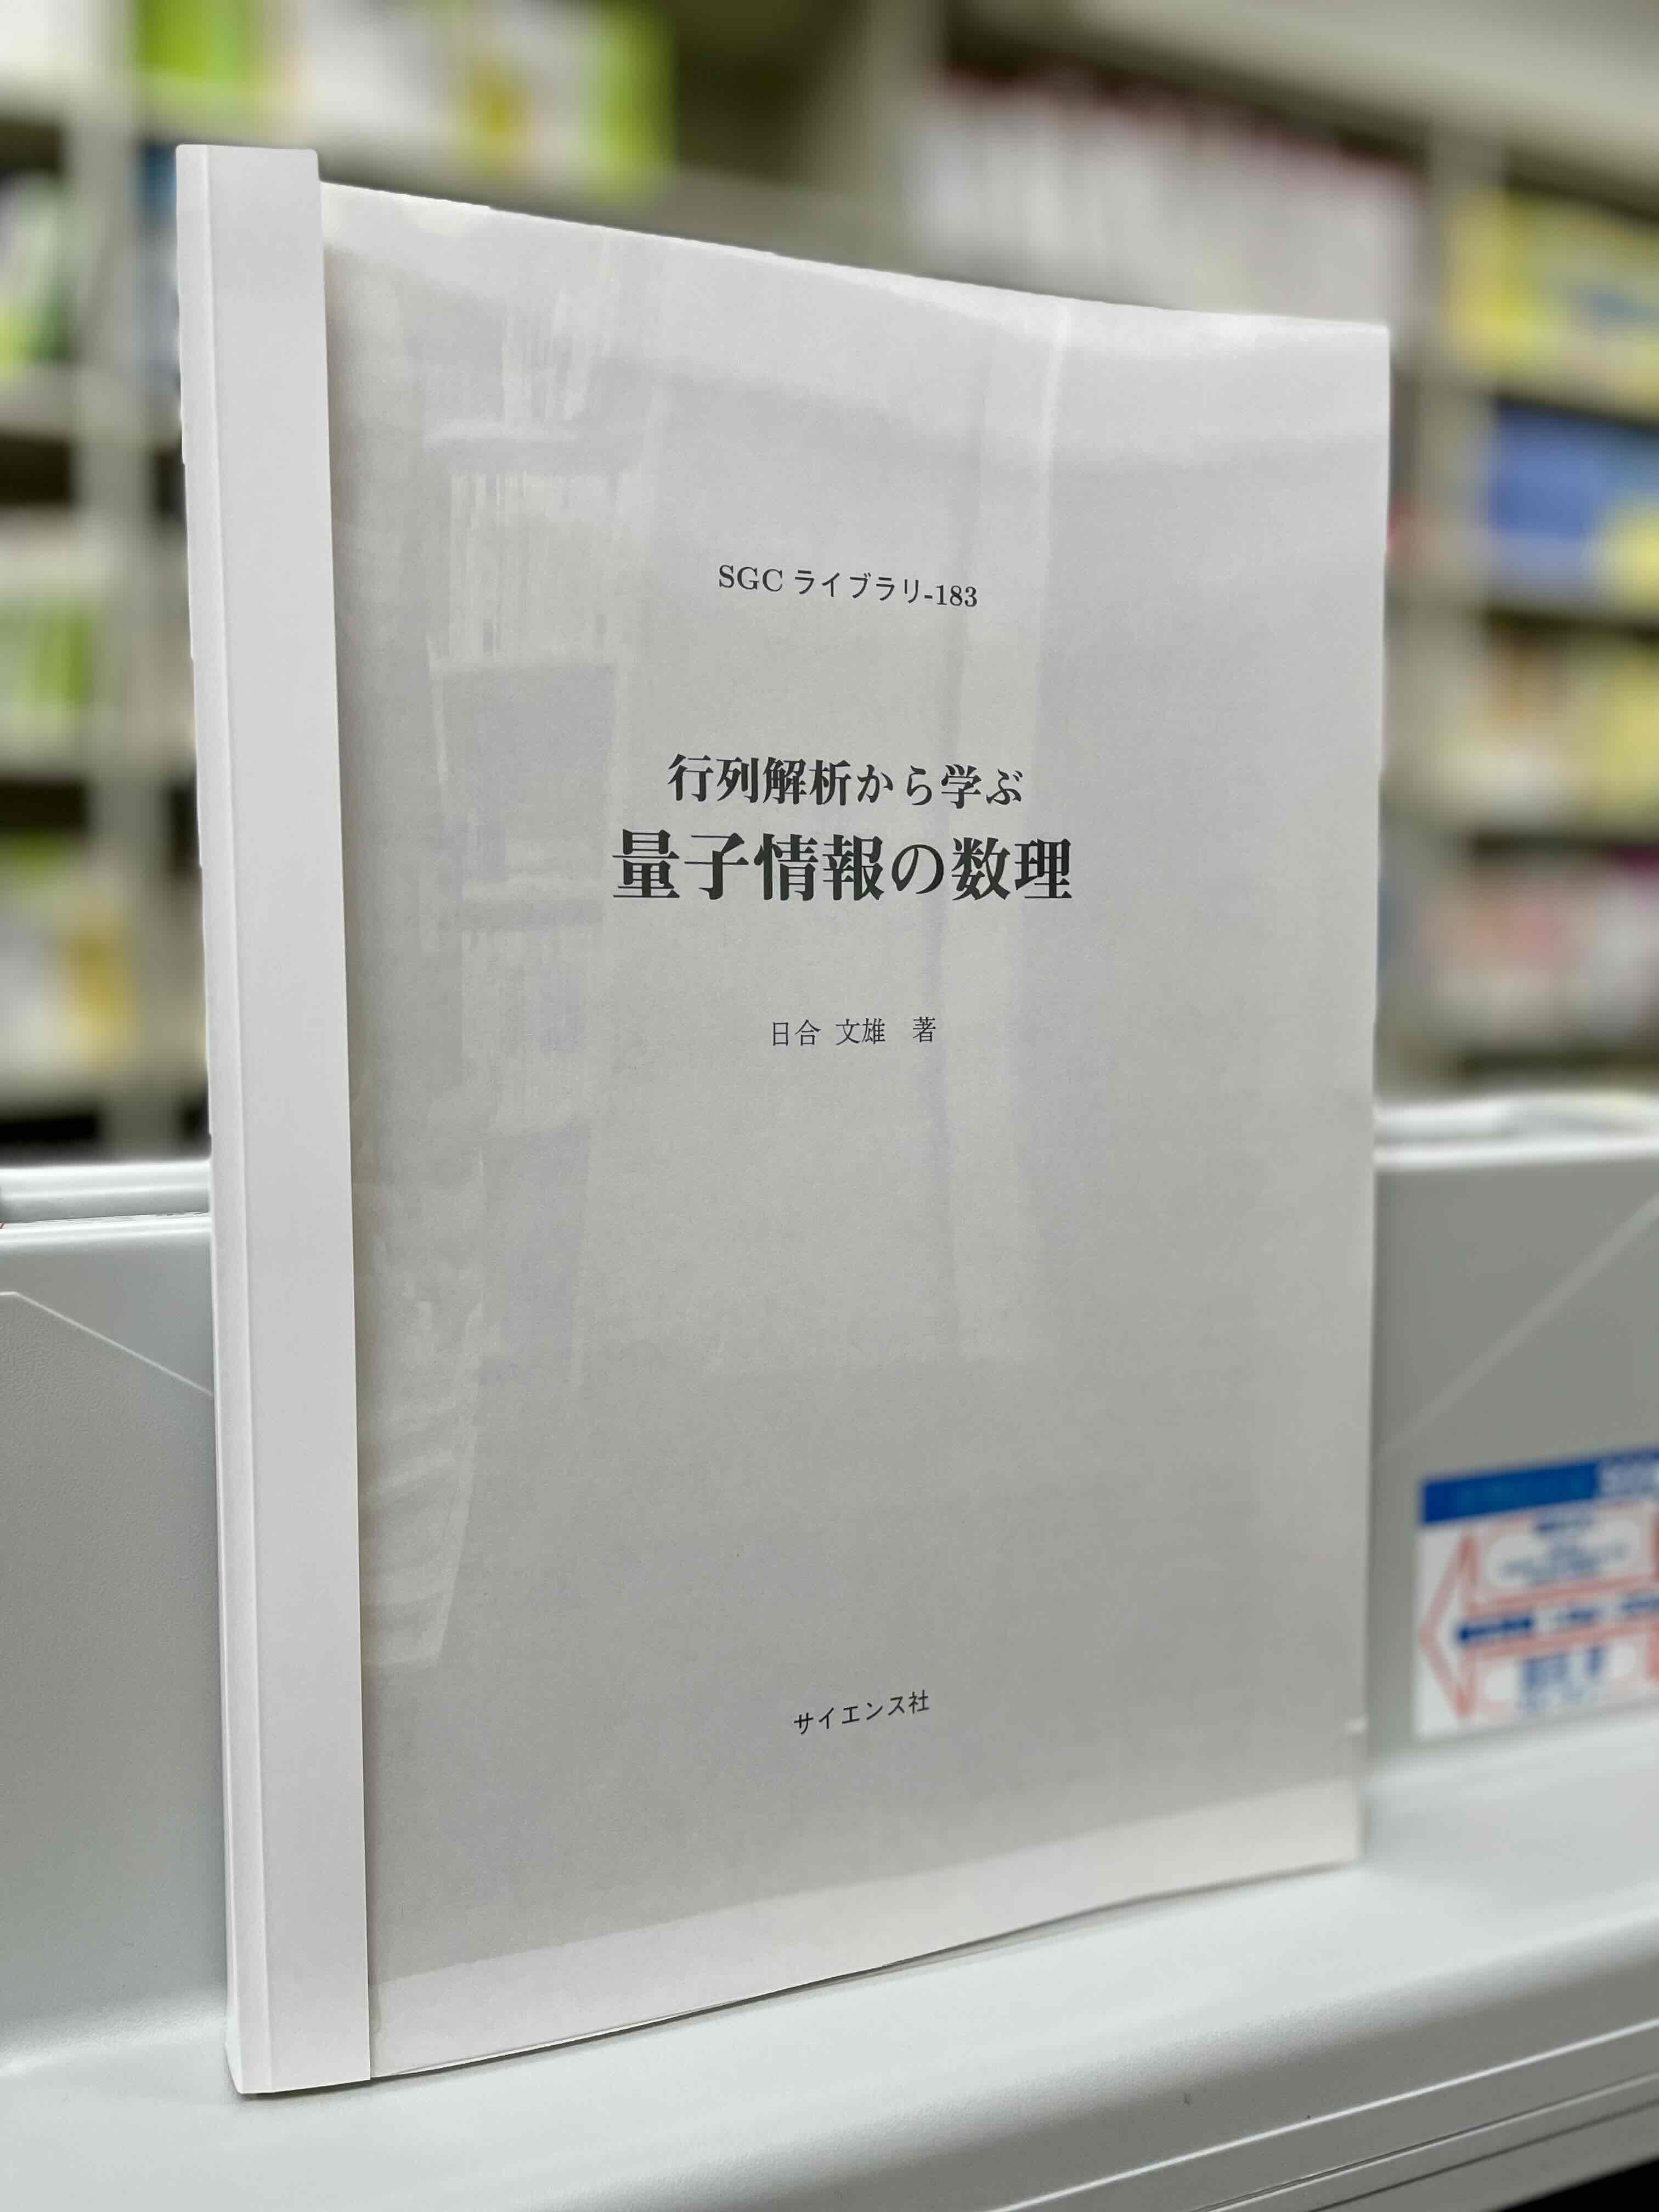 SGC ライブラリ-183
行列解析から学ぶ
量子情報の数理
日合 文雄　著
サイエンス社